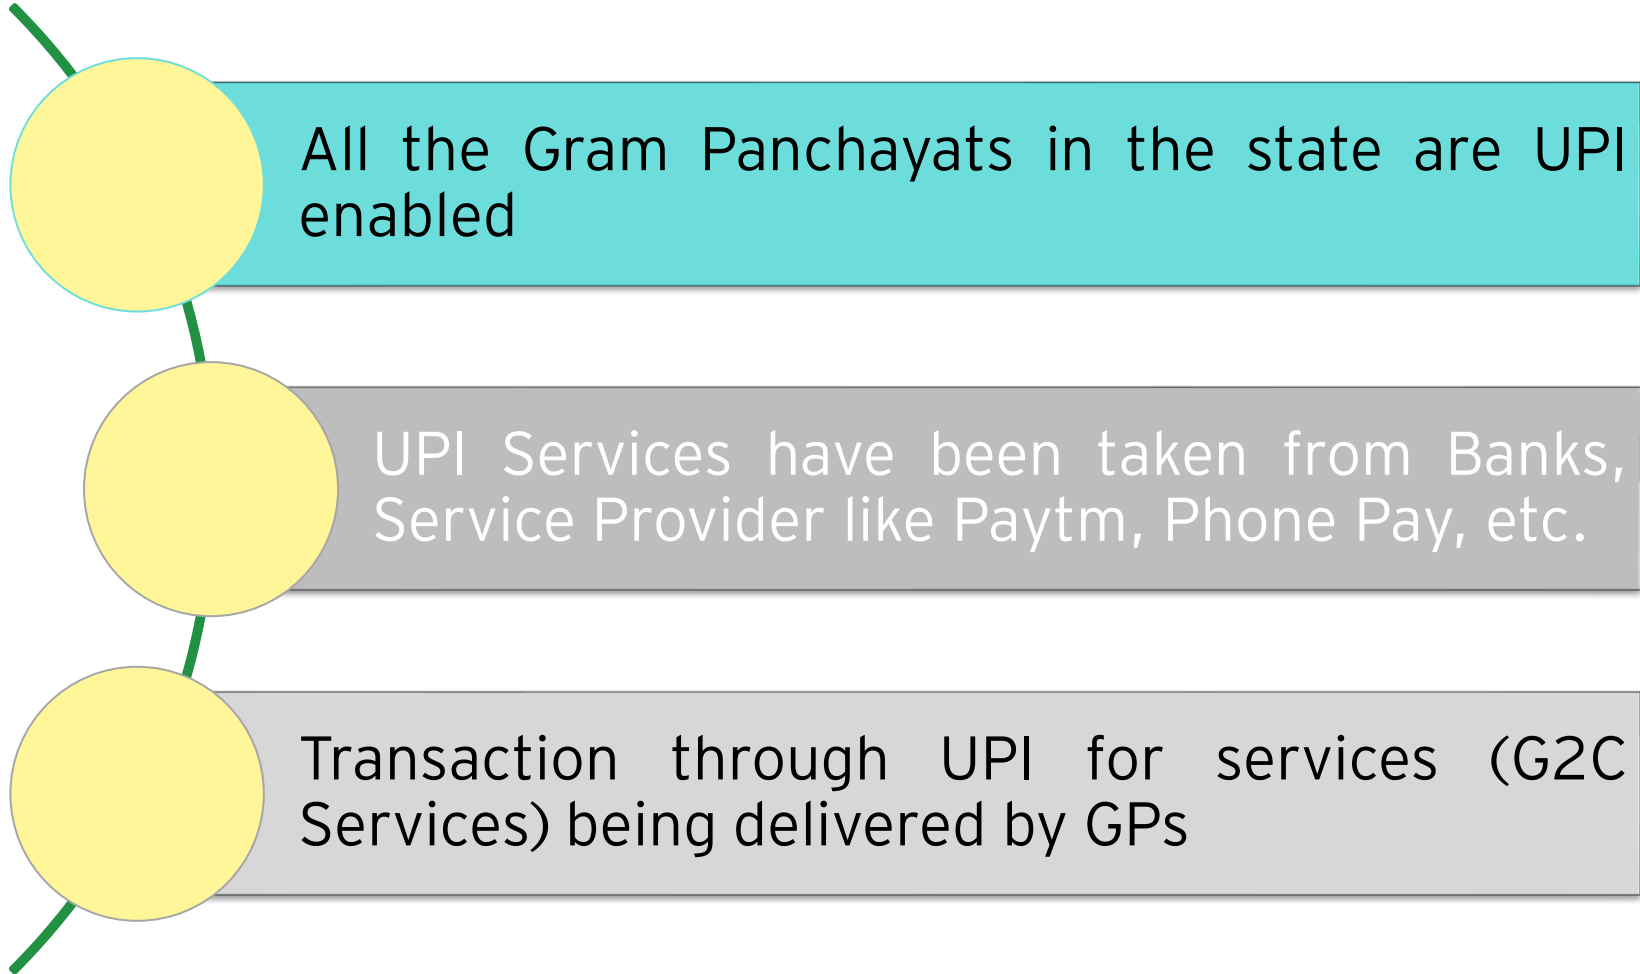 All the Gram Panchayats in the state are UPI
enabled
UPI Services have been taken from Banks,
Service Provider like Paytm, Phone Pay, etc.
Transaction through UPI for services (G2C
Services) being delivered by GPs